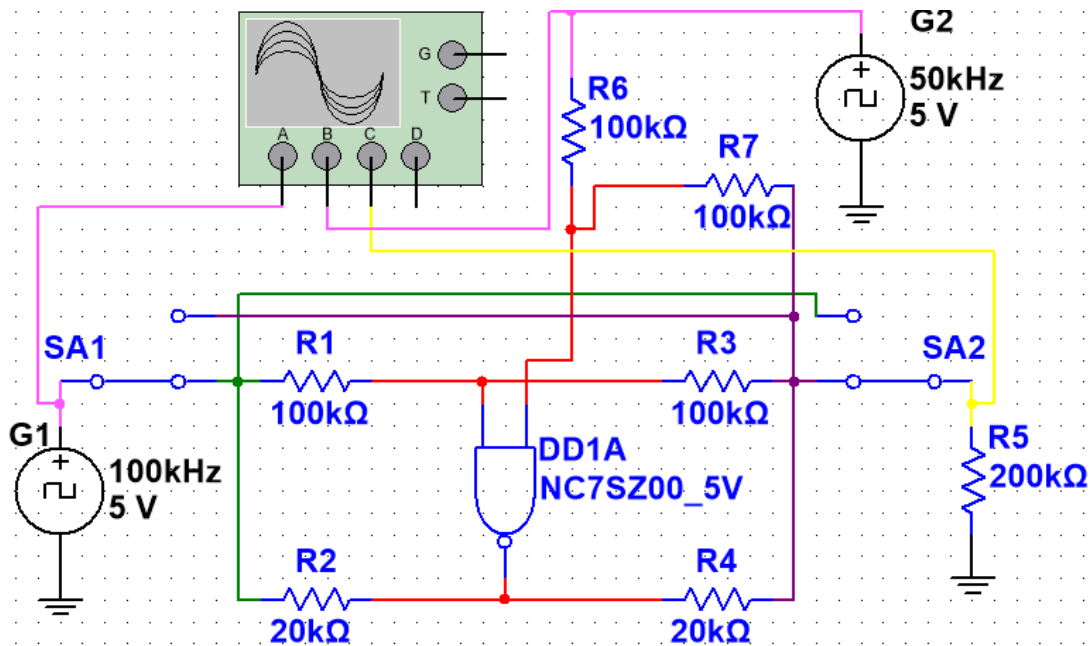 G2
50kHz
5 V
G
T
A B C D
R6
100kΩ
R7
100kΩ
SA1
R1
100kΩ
R3
100kΩ
SA2
G1
100kHz
5 V
DD1A
NC7SZ00_5V
R5
200kΩ
R2
20kΩ
R4
20kΩ